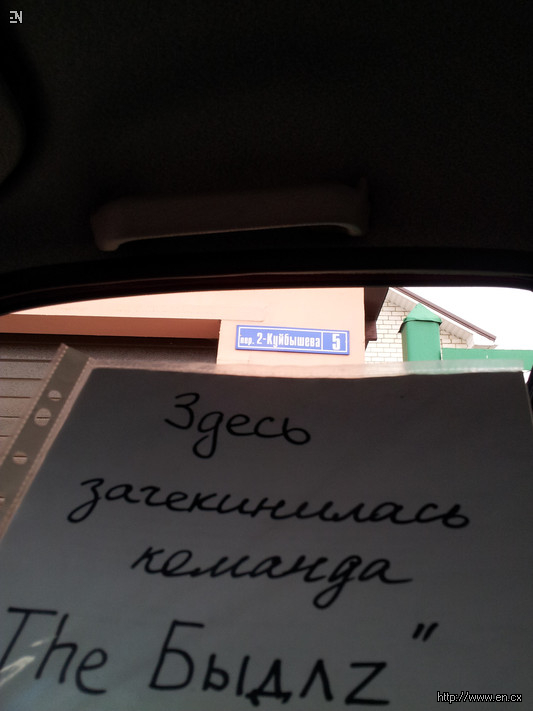 EN
пер. 2-Куйбышева 5
Здесь
зачекинилась
команда
The Быдлz"
http://www.en.cx